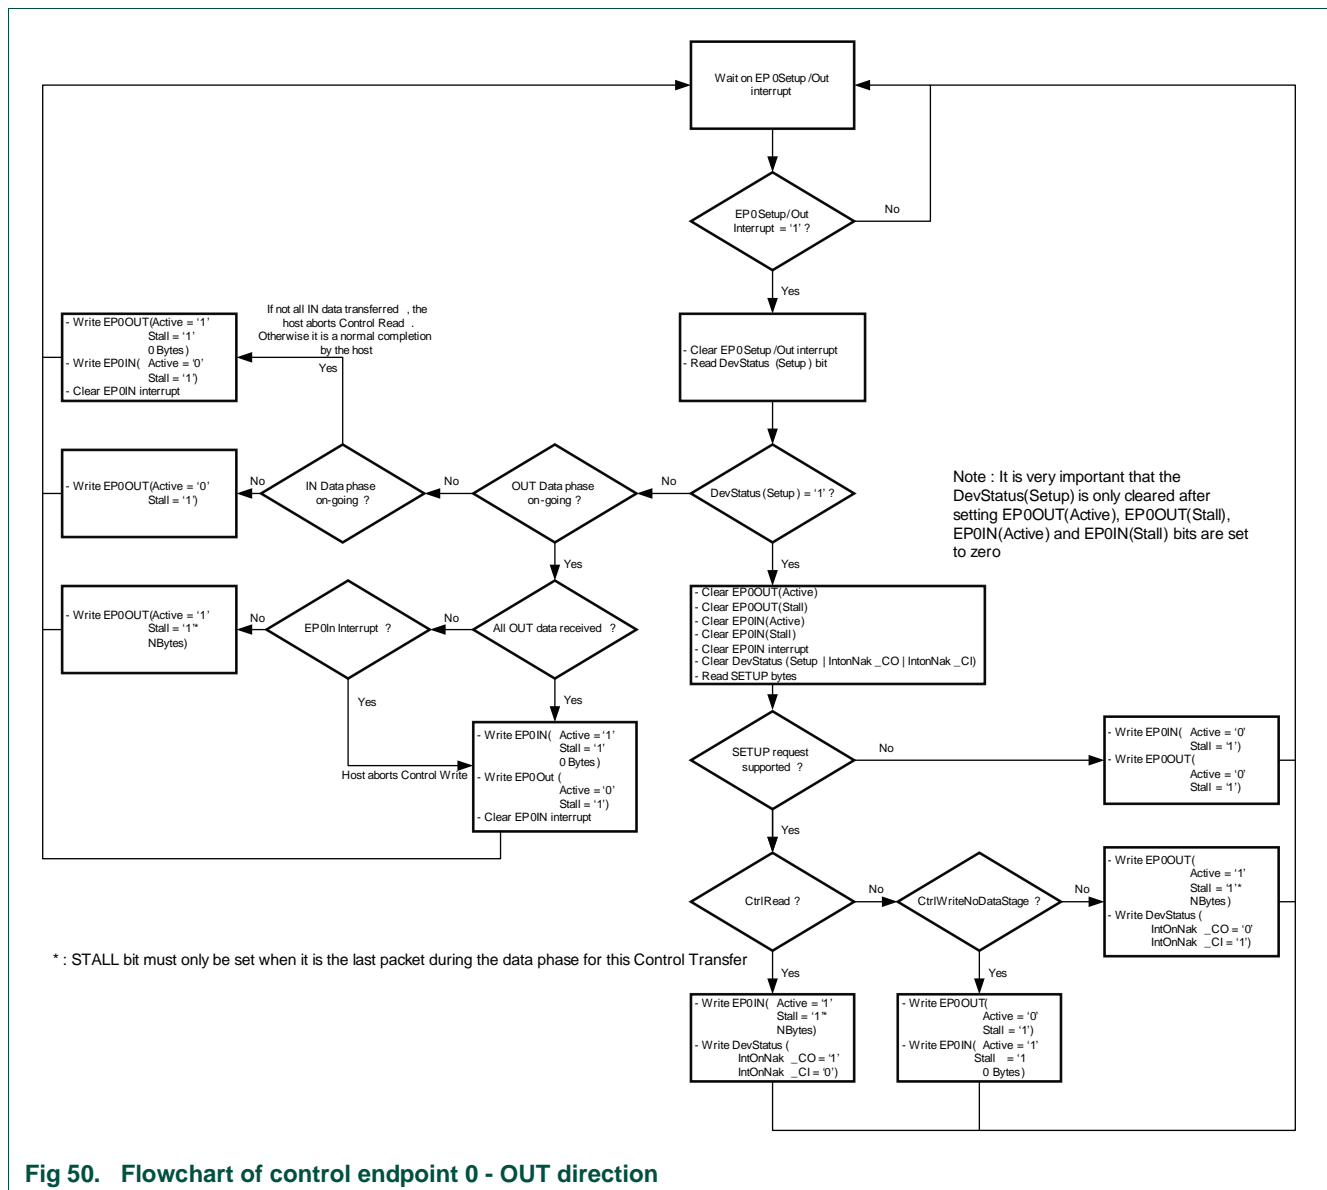 Wait on EP0Setup/Out
interrupt
EP0Setup/Out
Interrupt = ‘1’ ?
No
Yes
- Clear EP0Setup/Out interrupt
- Read DevStatus (Setup) bit
If not all IN data transferred , the
host aborts Control Read .
Otherwise it is a normal completion
by the host
Yes
- Write EP0OUT(Active = ‘1’
Stall = ‘1’
0 Bytes)
- Write EP0IN( Active = ‘0’
Stall = ‘1’)
- Clear EP0IN interrupt
- Write EP0OUT(Active = ‘0’
Stall = ‘1’)
No
IN Data phase
on-going ?
No
OUT Data phase
on-going ?
No
DevStatus (Setup) = ‘1’ ?
Note : It is very important that the
DevStatus(Setup) is only cleared after
setting EP0OUT(Active), EP0OUT(Stall),
EP0IN(Active) and EP0IN(Stall) bits are set
to zero
Yes
Yes
- Write EP0OUT(Active = ‘1’
Stall = ‘1’*
NBytes)
No
EP0In Interrupt ?
No
All OUT data received ?
- Clear EP0OUT(Active)
- Clear EP0OUT(Stall)
- Clear EP0IN(Active)
- Clear EP0IN(Stall)
- Clear EP0IN interrupt
- Clear DevStatus (Setup | IntonNak _CO | IntonNak _CI)
- Read SETUP bytes
Yes
Yes
Host aborts Control Write
- Write EP0IN( Active = ‘1’
Stall = ‘1’
0 Bytes)
- Write EP0Out (
Active = ‘0’
Stall = ‘1’)
- Clear EP0IN interrupt
SETUP request
supported ?
No
- Write EP0IN( Active = ‘0’
Stall = ‘1’)
- Write EP0OUT(
Active = ‘0’
Stall = ‘1’)
Yes
CtrlRead ?
No
CtrlWriteNoDataStage ?
No
- Write EP0OUT(
Active = ‘1’
Stall = ‘1’*
NBytes)
- Write DevStatus (
IntOnNak _CO = ‘0’
IntOnNak _CI = ‘1’)
* : STALL bit must only be set when it is the last packet during the data phase for this Control Transfer
Yes
Yes
- Write EP0IN( Active = ‘1’
Stall = ‘1’*
NBytes)
- Write DevStatus (
IntOnNak _CO = ‘1’
IntOnNak _CI = ‘0’)
- Write EP0OUT(
Active = ‘0’
Stall = ‘1’)
- Write EP0IN( Active = ‘1’
Stall = ‘1
0 Bytes)
Fig 50. Flowchart of control endpoint 0 - OUT direction